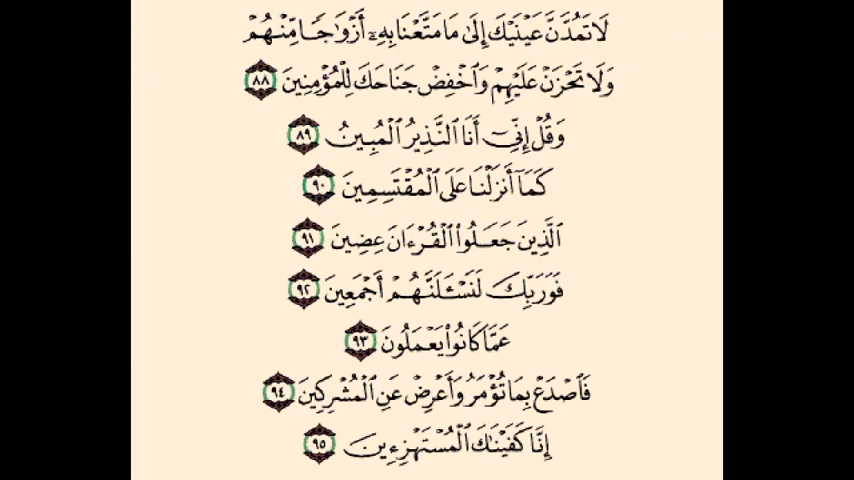 لَا تَمُدَّنَّ عَيْنَيْكَ إِلَىٰ مَا مَتَّعْنَا بِهِۦٓ أَزْوَٰجًا مِّنْهُمْ
وَلَا تَحْزَنْ عَلَيْهِمْ وَٱخْفِضْ جَنَاحَكَ لِلْمُؤْمِنِينَ ٨٨
وَقُلْ إِنِّىٓ أَنَا ٱلنَّذِيرُ ٱلْمُبِينُ ٨٩
كَمَآ أَنزَلْنَا عَلَى ٱلْمُقْتَسِمِينَ ٩٠
ٱلَّذِينَ جَعَلُوا۟ ٱلْقُرْءَانَ عِضِينَ ٩١
فَوَرَبِّكَ لَنَسْـَٔلَنَّهُمْ أَجْمَعِينَ ٩٢
عَمَّا كَانُوا۟ يَعْمَلُونَ ٩٣
فَٱصْدَعْ بِمَا تُؤْمَرُ وَأَعْرِضْ عَنِ ٱلْمُشْرِكِينَ ٩٤
إِنَّا كَفَيْنَٰكَ ٱلْمُسْتَهْزِءِينَ ٩٥